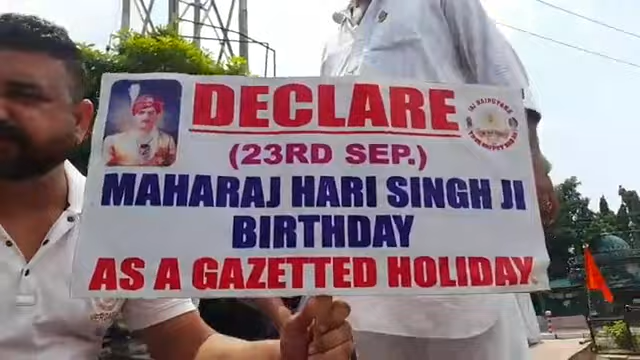 DECLARE
(23RD SEP.)
MAHARAJ HARI SINGH JI
BIRTHDAY
AS A GAZETTED HOLIDAY